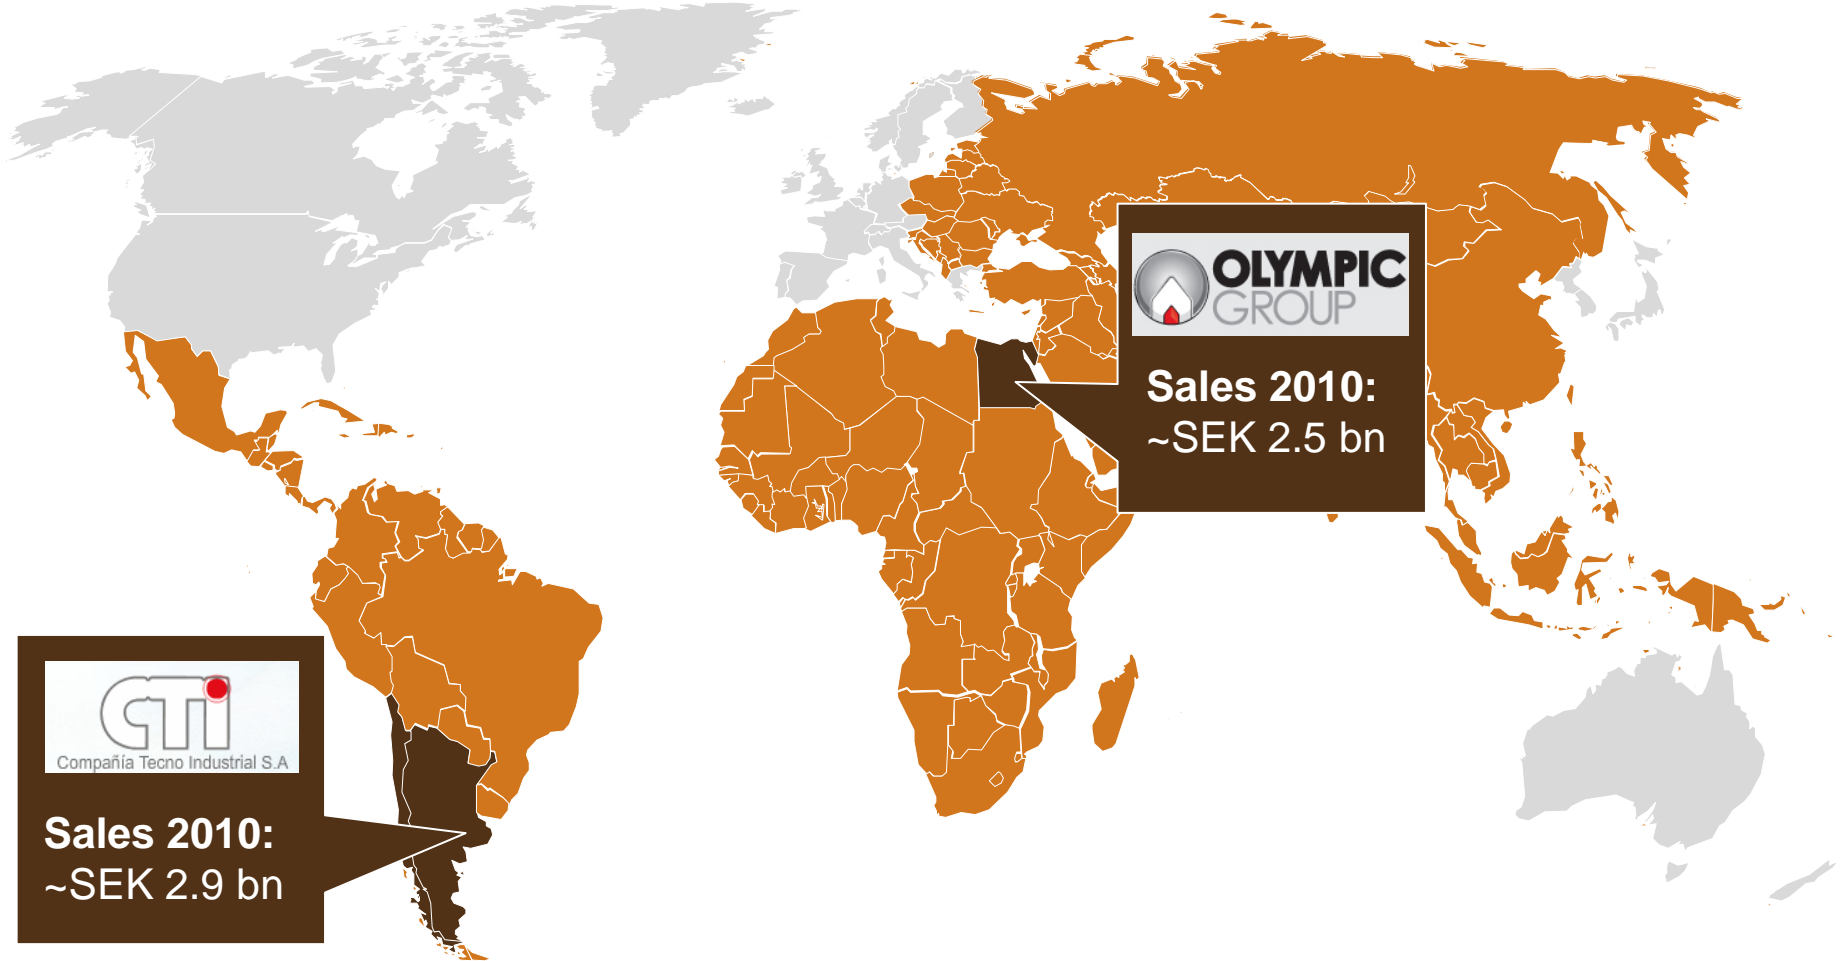 OLYMPIC
GROUP
Sales 2010:
~SEK 2.5 bn
CTi
Compañía Tecno Industrial S.A
Sales 2010:
~SEK 2.9 bn